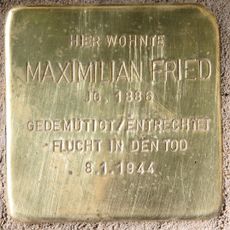 HIER WOHNTE
MAXIMILIAN FRIED
JG. 1886
GEDEMÜTIGT/ENTRECHTET
FLUCHT IN DEN TOD
8.1.1944